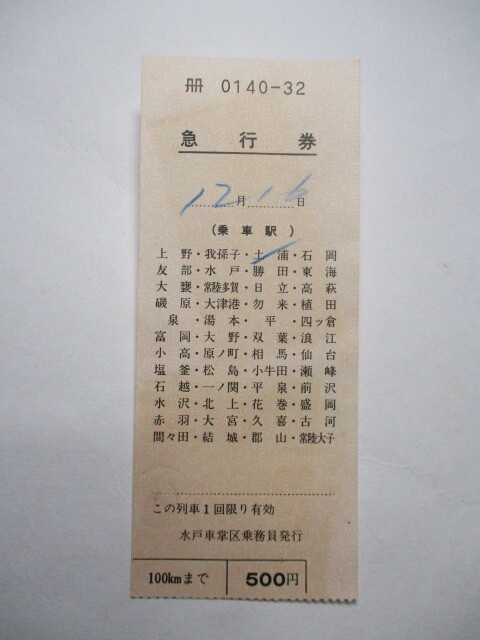 冊 0140-32
急行券
12月16日
(乗車駅)
上野・我孫子・土浦・石岡
友部・水戸・勝田・東海
大甕・常陸多賀・日立・高萩
磯原・大津港・勿来・植田
泉・湯本・平・四ッ倉
富岡・大野・双葉・浪江
小高・原ノ町・相馬・仙台
塩釜・松島・小牛田・瀬峰
石越・一ノ関・平泉・前沢
水沢・北上・花巻・盛岡
赤羽・大宮・久喜・古河
間々田・結城・郡山・常陸大子
この列車1回限り有効
水戸車掌区乗務員発行
100kmまで 500円